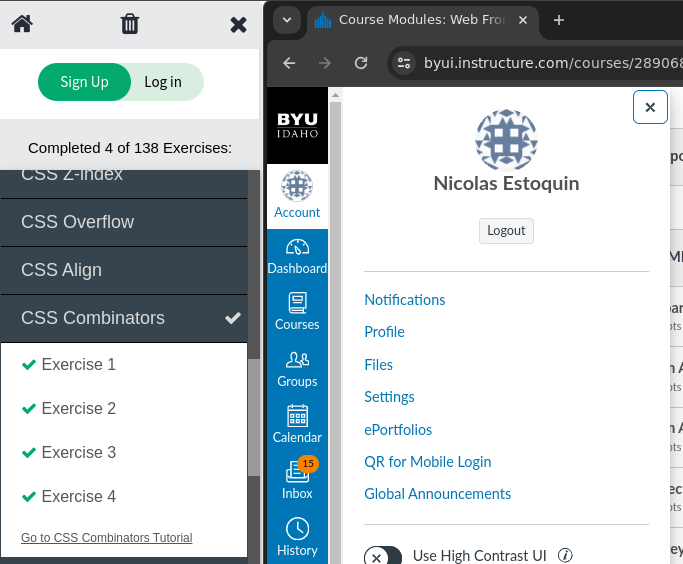 Sign Up
Log in
Completed 4 of 138 Exercises:
CSS Z-Index
CSS Overflow
CSS Align
CSS Combinators
Exercise 1
Exercise 2
Exercise 3
Exercise 4
Go to CSS Combinators Tutorial
Course Modules: Web Fro
byui.instructure.com/courses/289068
BYU
IDAHO
Account
Dashboard
Courses
Groups
Calendar
15
Inbox
History
Nicolas Estoquin
Logout
Notifications
Profile
Files
Settings
ePortfolios
QR for Mobile Login
Global Announcements
Use High Contrast UI